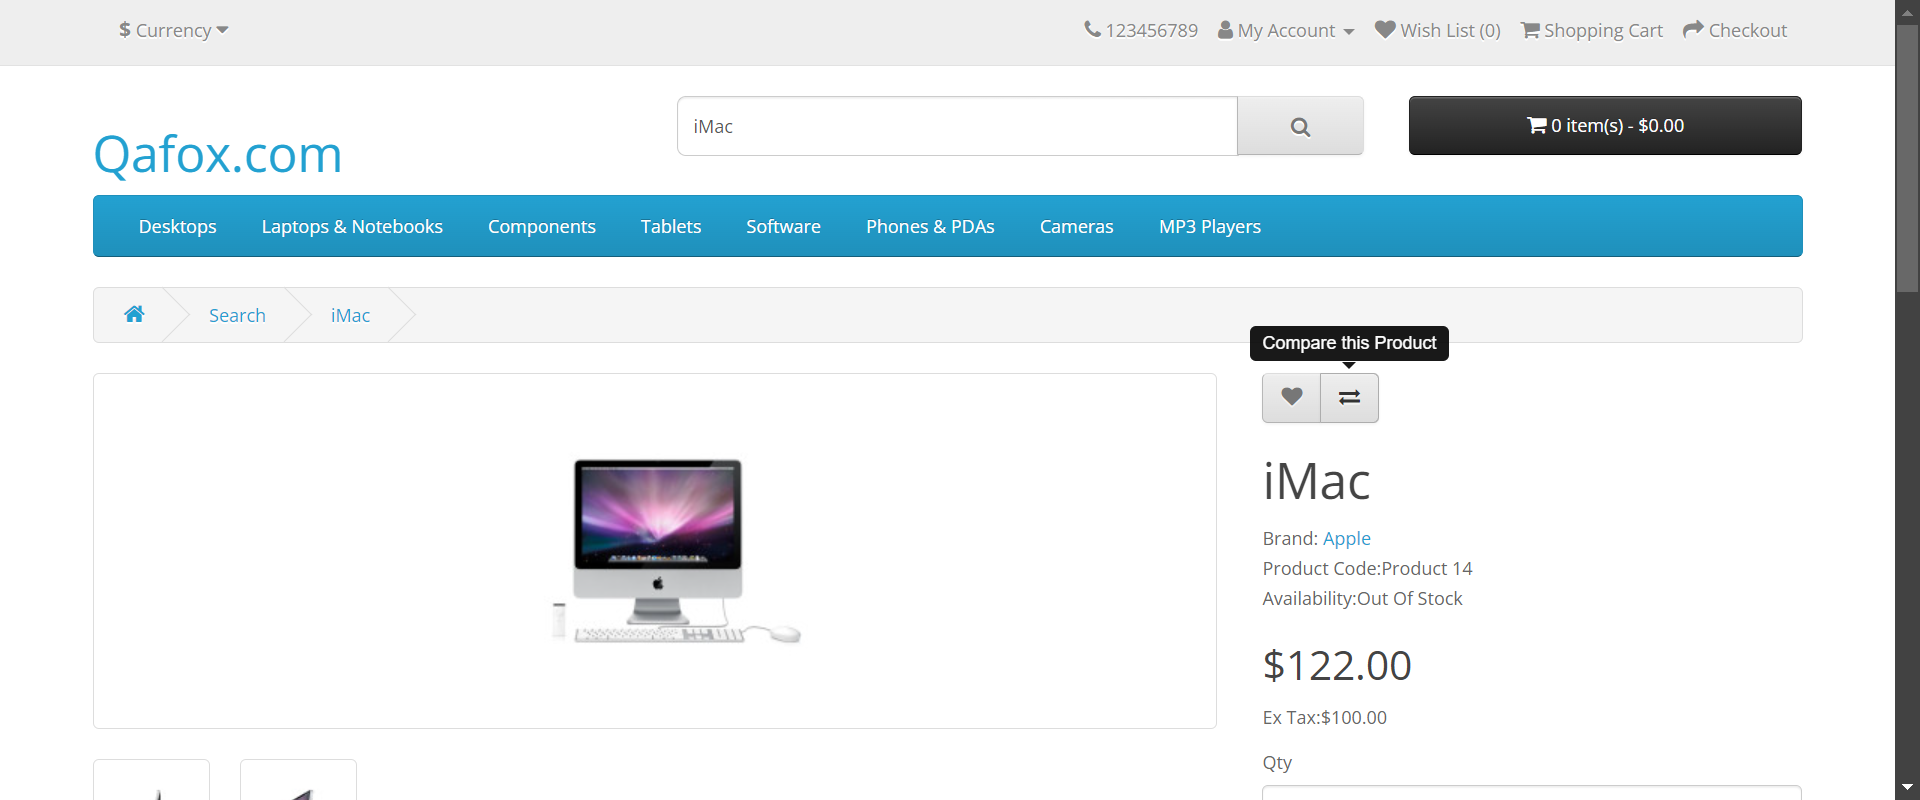 $ Currency
123456789 My Account Wish List (0) Shopping Cart Checkout
Qafox.com
iMac
0 item(s) - $0.00
Desktops Laptops & Notebooks Components Tablets Software Phones & PDAs Cameras MP3 Players
Search iMac
Compare this Product
iMac
Brand: Apple
Product Code:Product 14
Availability:Out Of Stock
$122.00
Ex Tax:$100.00
Qty